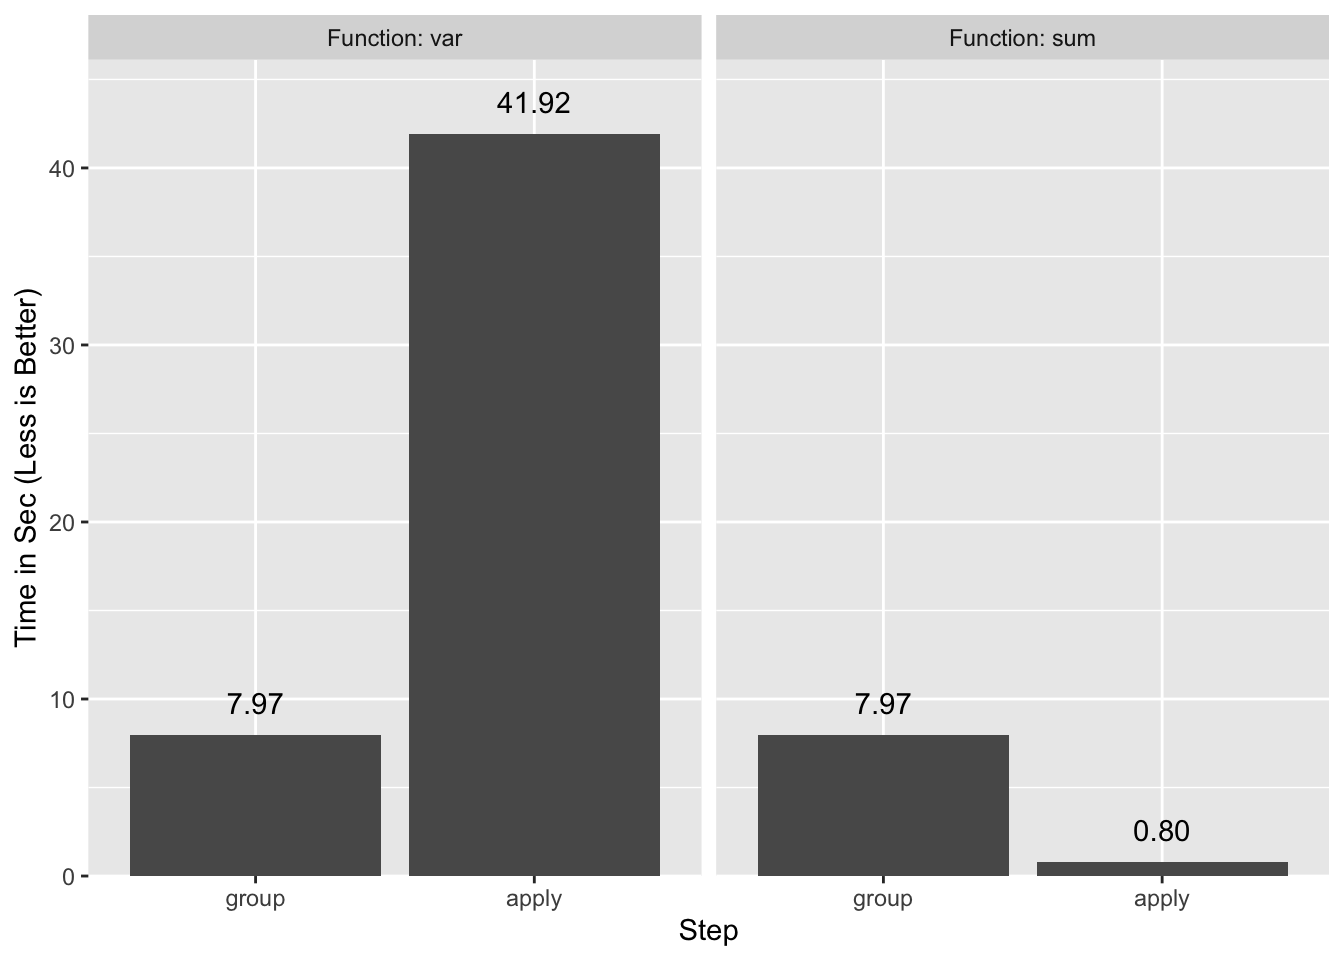 Function: var
Function: sum
Time in Sec (Less is Better)
40
30
20
10
0
41.92
7.97
7.97
0.80
group
apply
group
apply
Step